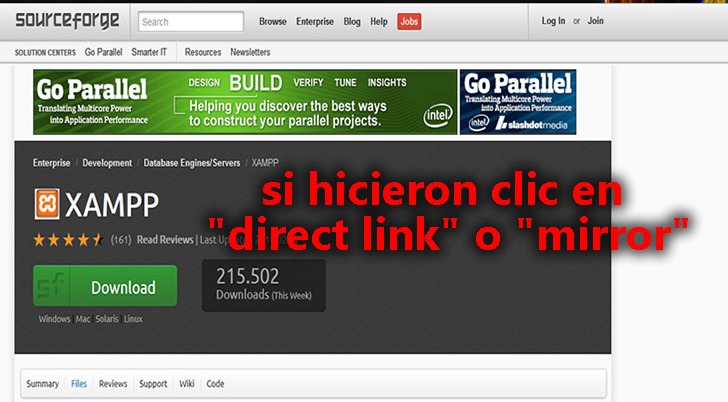 sourceforge
Search
Browse Enterprise Blog Help Jobs
Log In or Join
SOLUTION CENTERS Go Parallel Smarter IT Resources Newsletters
Go Parallel
Translating Multicore Power
into Application Performance
DESIGN BUILD VERIFY TUNE INSIGHTS
Helping you discover the best ways
to construct your parallel projects.
intel
Go Parallel
Translating Multicore Power
into Application Performance
intel slashdotmedia
Enterprise / Development / Database Engines/Servers / XAMPP
XAMPP
si hicieron clic en
"direct link" o "mirror"
(161) Read Reviews | Last
sf Download
215.502
Downloads (This Week)
Windows Mac Solaris Linux
Summary Files Reviews Support Wiki Code